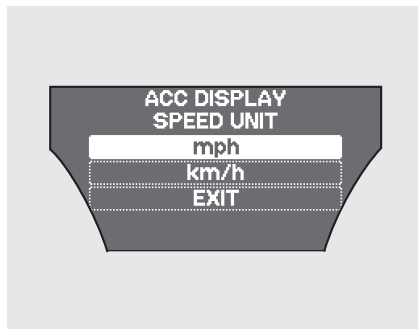 ACC DISPLAY
SPEED UNIT
mph
km/h
EXIT